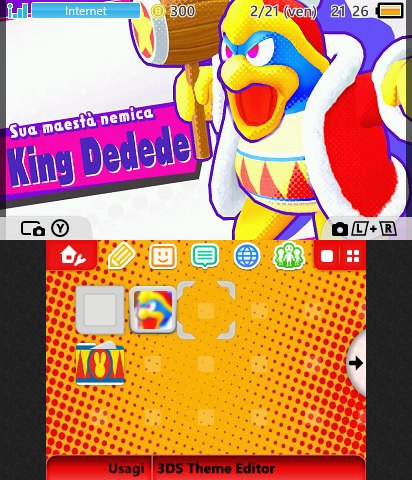 Internet
300
2/21 (ven)
21 26
Sua maestà nemica
King Dedede
Y
L+R
Usagi
3DS Theme Editor